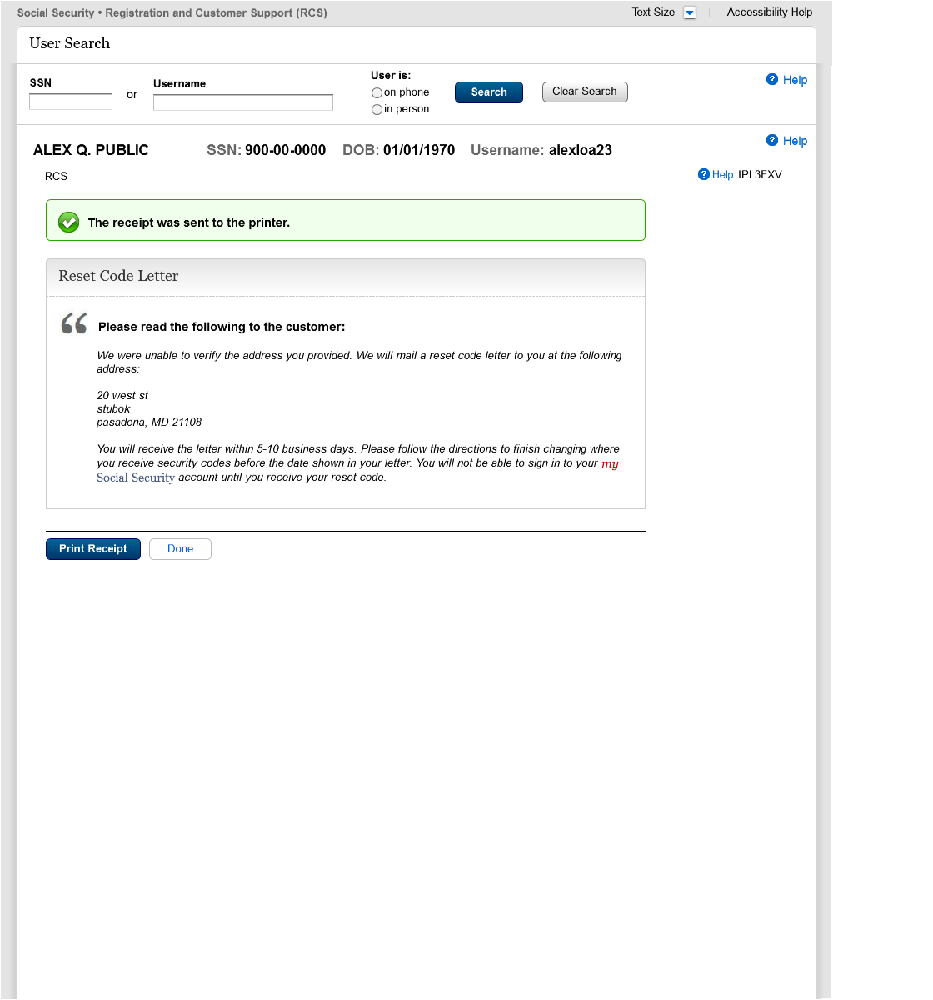 Social Security • Registration and Customer Support (RCS) Text Size Accessibility Help
User Search
SSN or Username User is: on phone in person Search Clear Search Help
ALEX Q. PUBLIC SSN: 900-00-0000 DOB: 01/01/1970 Username: alexloa23 Help
RCS Help IPL3FXV
The receipt was sent to the printer.
Reset Code Letter
Please read the following to the customer:
We were unable to verify the address you provided. We will mail a reset code letter to you at the following
address:
20 west st
stubok
pasadena, MD 21108
You will receive the letter within 5-10 business days. Please follow the directions to finish changing where
you receive security codes before the date shown in your letter. You will not be able to sign in to your my
Social Security account until you receive your reset code.
Print Receipt Done